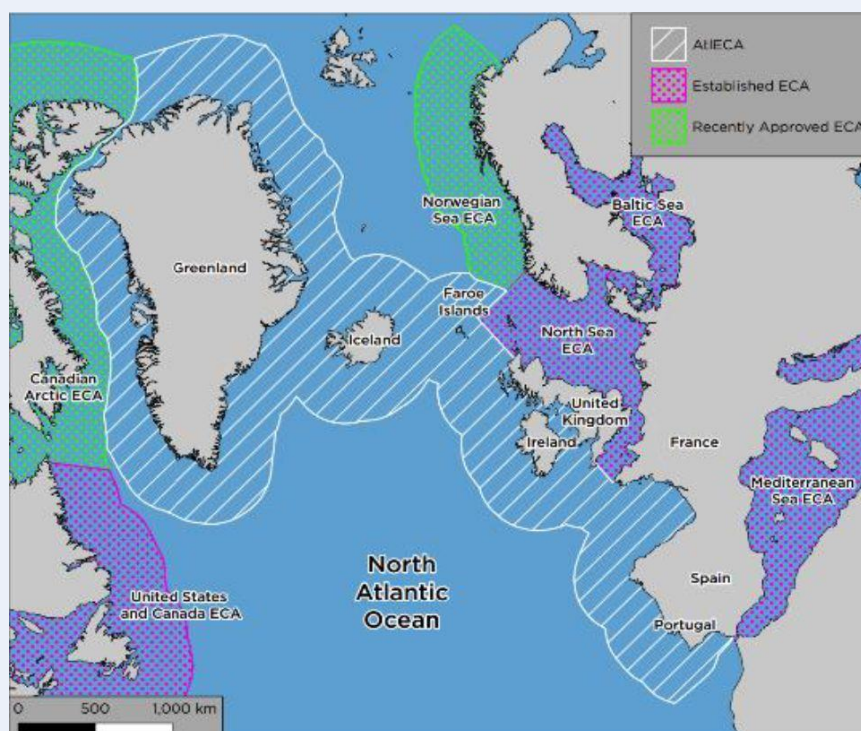 AtlECA
Established ECA
Recently Approved ECA
Norwegian
Sea ECA
Baltic Sea
ECA
Greenland
Faroe
Islands
Iceland
North Sea
ECA
Canadian
Arctic ECA
United
Kingdom
Ireland
France
Mediterranean
Sea ECA
North
Atlantic
Ocean
Spain
United States
and Canada ECA
Portugal
0 500 1,000 km